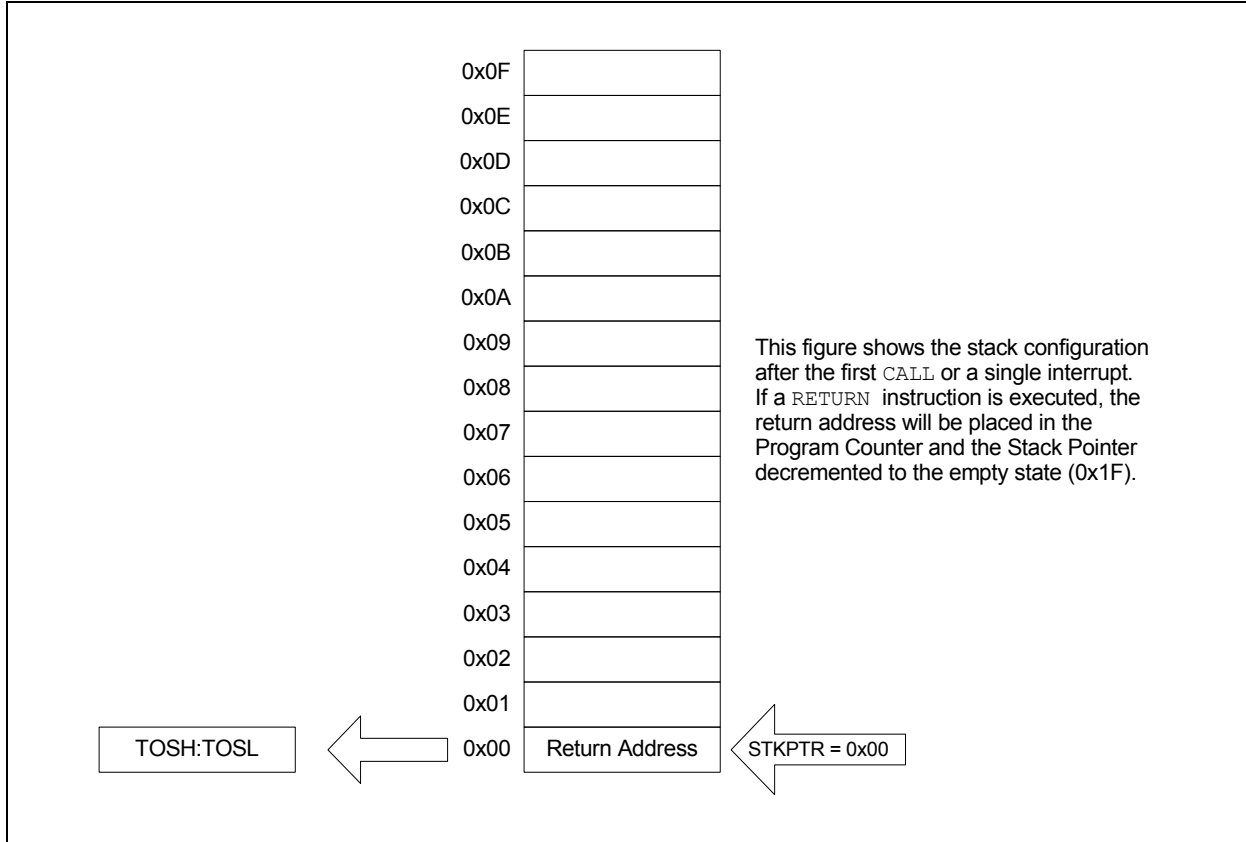 0x0F
0x0E
0x0D
0x0C
0x0B
0x0A
0x09
0x08
0x07
0x06
0x05
0x04
0x03
0x02
0x01
This figure shows the stack configuration
after the first CALL or a single interrupt.
If a RETURN instruction is executed, the
return address will be placed in the
Program Counter and the Stack Pointer
decremented to the empty state (0x1F).
TOSH:TOSL 0x00 Return Address STKPTR = 0x00